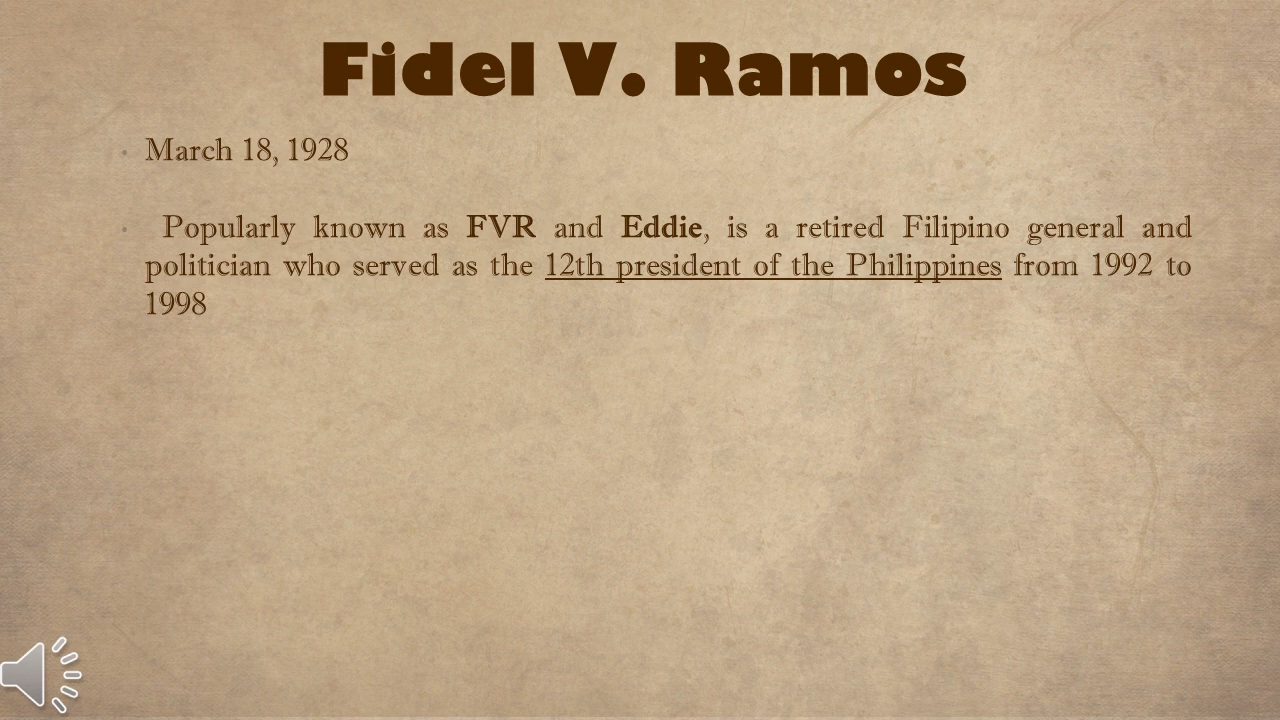 Fidel V. Ramos
• March 18, 1928
• Popularly known as FVR and Eddie, is a retired Filipino general and
politician who served as the 12th president of the Philippines from 1992 to
1998